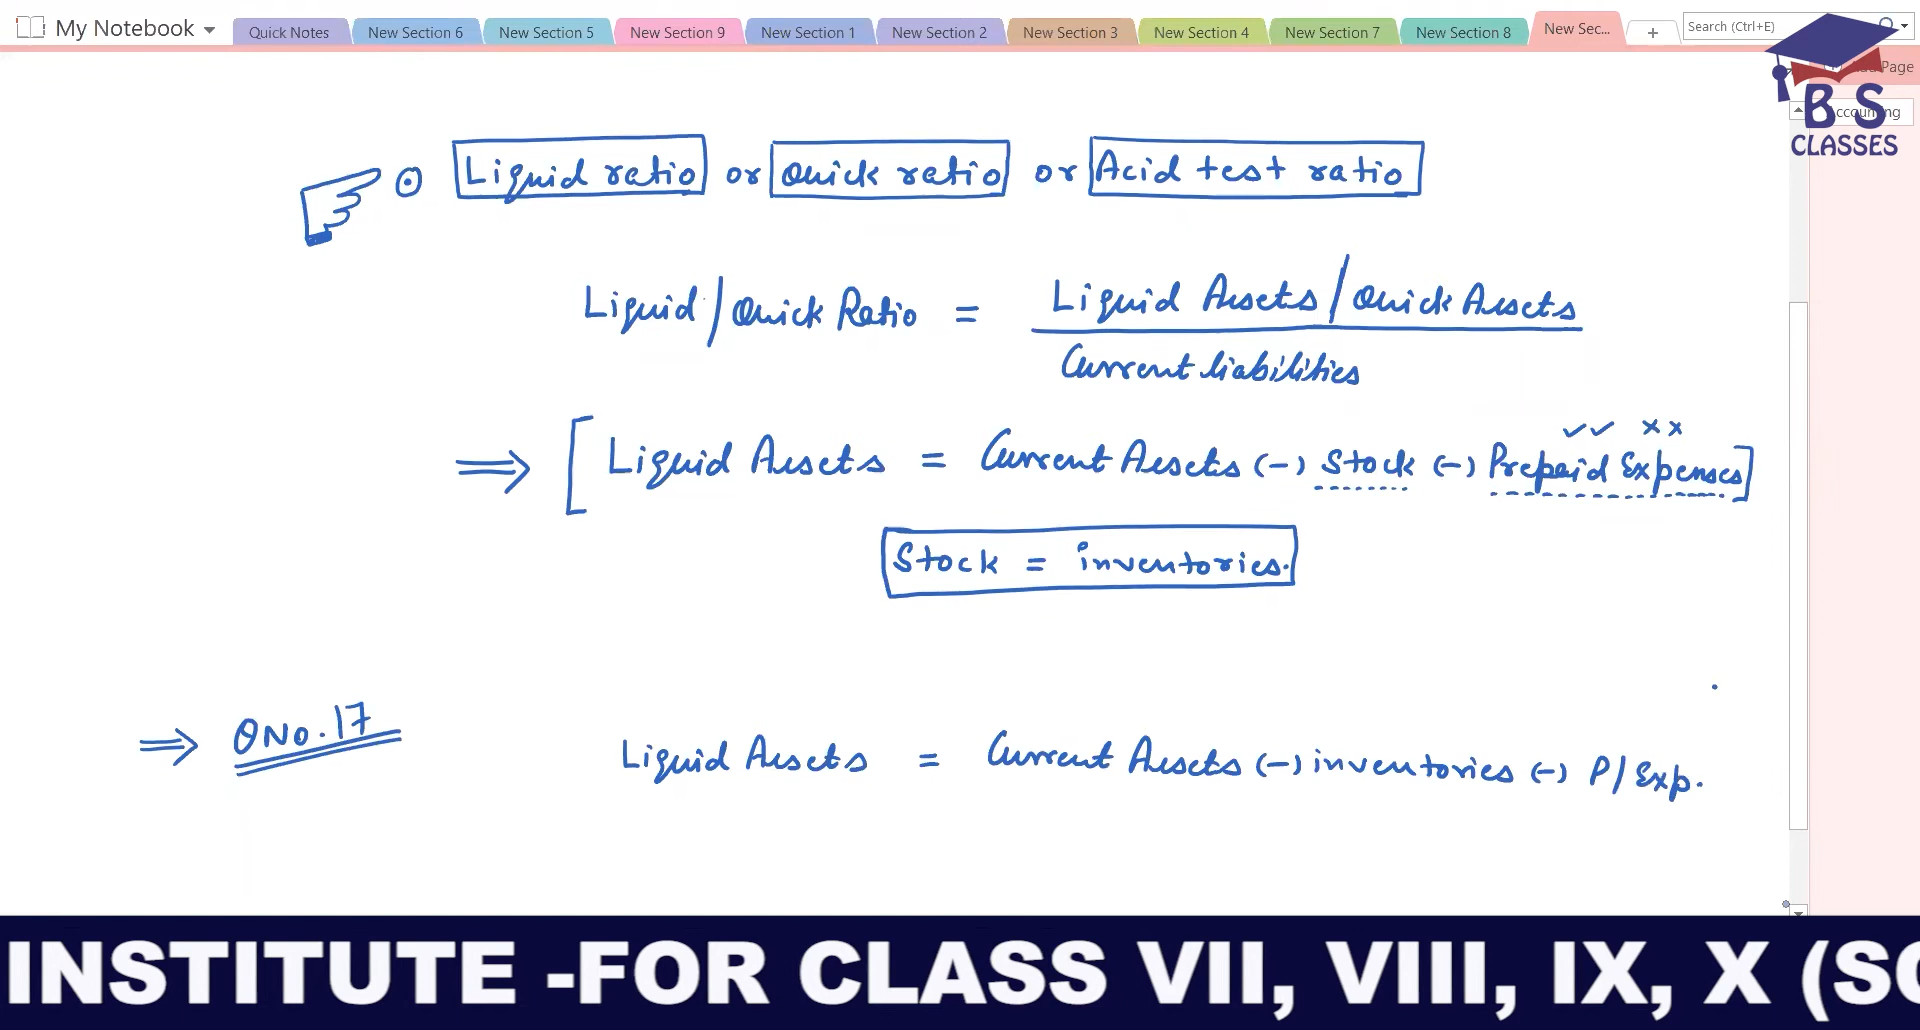 My Notebook
Quick Notes New Section 6 New Section 5 New Section 9 New Section 1 New Section 2 New Section 3 New Section 4 New Section 7 New Section 8 New Sec... +
Search (Ctrl+E)
Page
BS
CLASSES
Liquid ratio or Quick ratio or Acid test ratio
Liquid/Quick Ratio = Liquid Assets/Quick Assets
Current liabilities
⟹ [Liquid Assets = Current Assets (-) Stock (-) Prepaid Expenses]
✓✓ ××
Stock = inventories.
⟹ QNo.17
Liquid Assets = Current Assets (-) inventories (-) P/Exp.
INSTITUTE -FOR CLASS VII, VIII, IX, X (SC